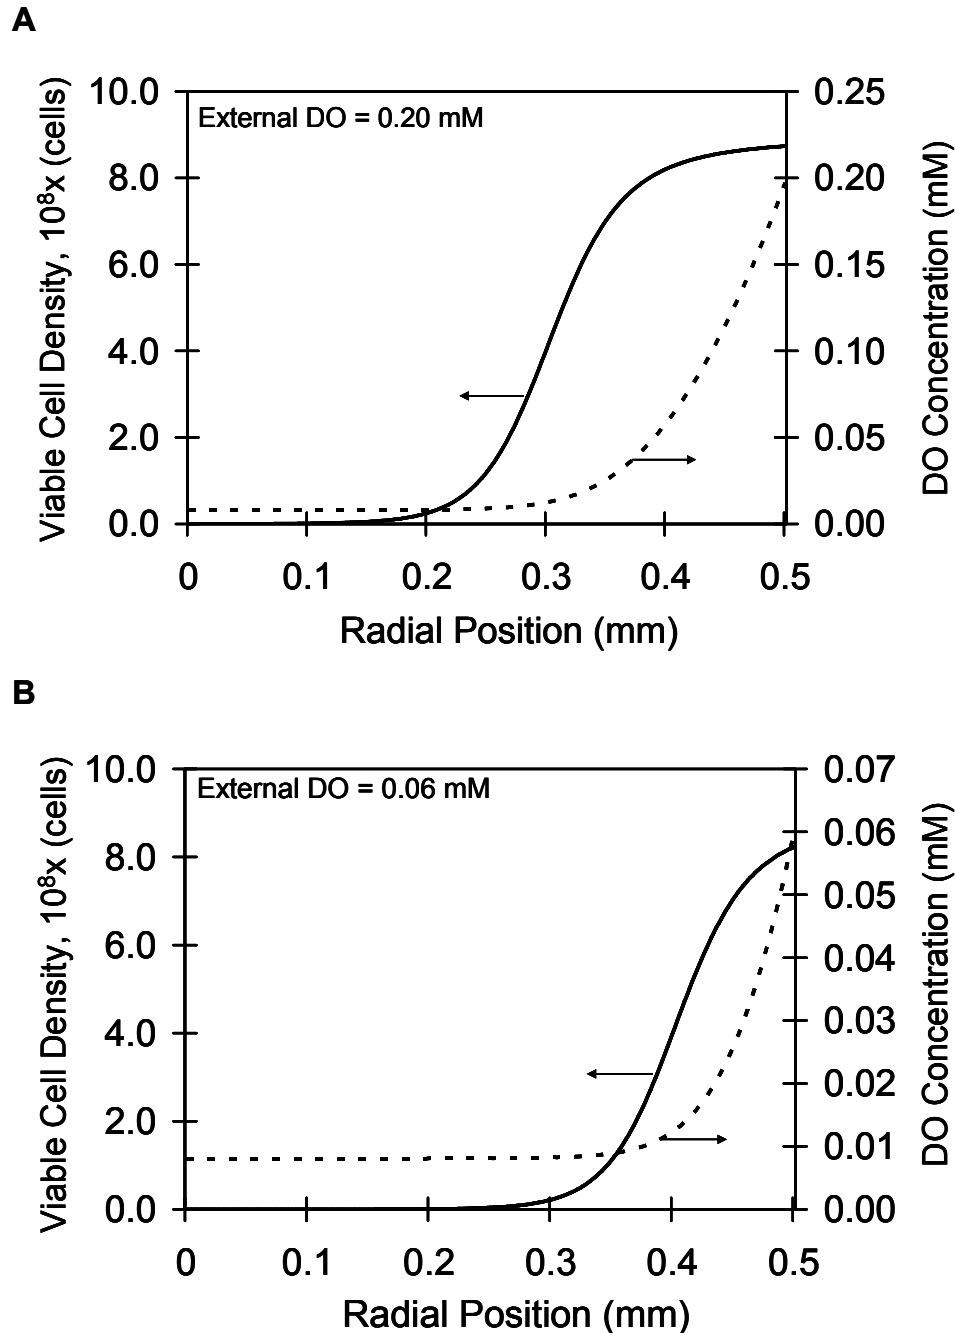 A
External DO = 0.20 mM
Viable Cell Density, 10⁸x (cells)
10.0
8.0
6.0
4.0
2.0
0.0
0.25
0.20
0.15
0.10
0.05
0.00
DO Concentration (mM)
0 0.1 0.2 0.3 0.4 0.5
Radial Position (mm)
B
External DO = 0.06 mM
Viable Cell Density, 10⁸x (cells)
10.0
8.0
6.0
4.0
2.0
0.0
0.07
0.06
0.05
0.04
0.03
0.02
0.01
0.00
DO Concentration (mM)
0 0.1 0.2 0.3 0.4 0.5
Radial Position (mm)